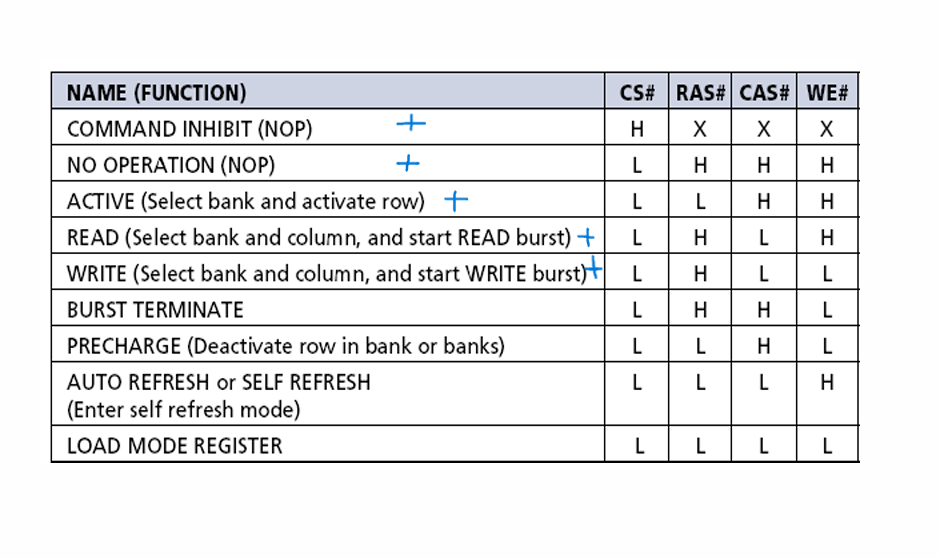 NAME (FUNCTION) CS# RAS# CAS# WE#
COMMAND INHIBIT (NOP) + H X X X
NO OPERATION (NOP) + L H H H
ACTIVE (Select bank and activate row) + L L H H
READ (Select bank and column, and start READ burst) + L H L H
WRITE (Select bank and column, and start WRITE burst) + L H L L
BURST TERMINATE L H H L
PRECHARGE (Deactivate row in bank or banks) L L H L
AUTO REFRESH or SELF REFRESH L L L H
(Enter self refresh mode)
LOAD MODE REGISTER L L L L